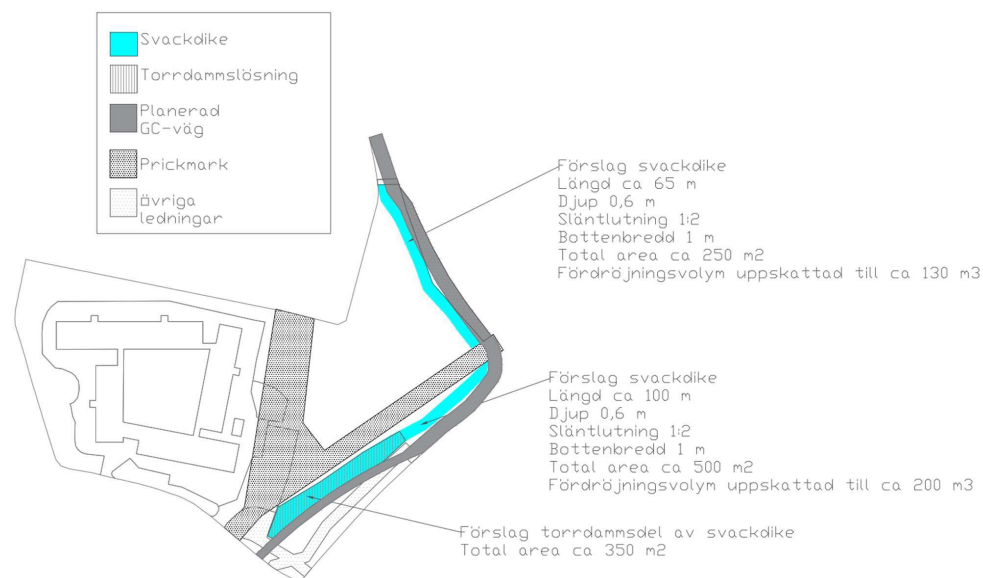 Svackdike
Torrdammslösning
Planerad
GC-väg
Prickmark
övriga
ledningar
Förslag svackdike
Längd ca 65 m
Djup 0,6 m
Släntlutning 1:2
Bottenbredd 1 m
Total area ca 250 m2
Fördröjningsvolym uppskattad till ca 130 m3
Förslag svackdike
Längd ca 100 m
Djup 0,6 m
Släntlutning 1:2
Bottenbredd 1 m
Total area ca 500 m2
Fördröjningsvolym uppskattad till ca 200 m3
Förslag torrdammsdel av svackdike
Total area ca 350 m2